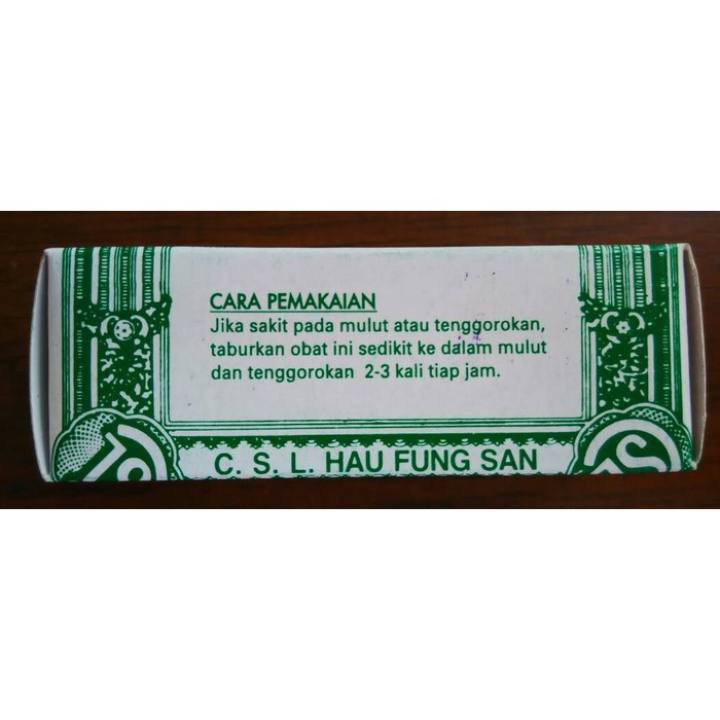 CARA PEMAKAIAN
Jika sakit pada mulut atau tenggorokan,
taburkan obat ini sedikit ke dalam mulut
dan tenggorokan 2-3 kali tiap jam.
C. S. L. HAU FUNG SAN